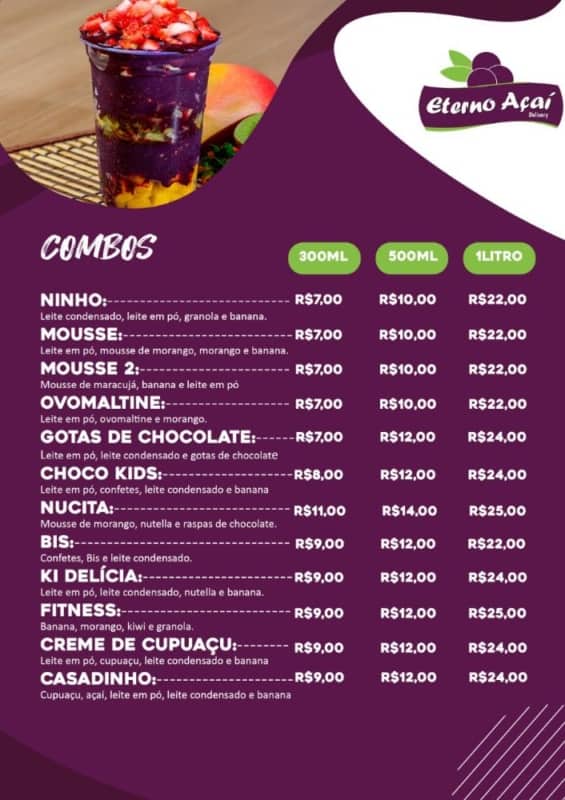 Eterno Açaí
Delivery
COMBOS
300ML 500ML 1LITRO
NINHO:---------------------------- R$7,00 R$10,00 R$22,00
Leite condensado, leite em pó, granola e banana.
MOUSSE:-------------------------- R$7,00 R$10,00 R$22,00
Leite em pó, mousse de morango, morango e banana.
MOUSSE 2:----------------------- R$7,00 R$10,00 R$22,00
Mousse de maracujá, banana e leite em pó
OVOMALTINE:-------------------- R$7,00 R$10,00 R$22,00
Leite em pó, ovomaltine e morango.
GOTAS DE CHOCOLATE:------ R$7,00 R$12,00 R$24,00
Leite em pó, leite condensado e gotas de chocolate
CHOCO KIDS:-------------------- R$8,00 R$12,00 R$24,00
Leite em pó, confetes, leite condensado e banana
NUCITA:--------------------------- R$11,00 R$14,00 R$25,00
Mousse de morango, nutella e raspas de chocolate.
BIS:--------------------------------- R$9,00 R$12,00 R$22,00
Confetes, Bis e leite condensado.
KI DELÍCIA:----------------------- R$9,00 R$12,00 R$24,00
Leite em pó, leite condensado, nutella e banana.
FITNESS:-------------------------- R$9,00 R$12,00 R$25,00
Banana, morango, kiwi e granola.
CREME DE CUPUAÇU:-------- R$9,00 R$12,00 R$24,00
Leite em pó, cupuaçu, leite condensado e banana
CASADINHO:--------------------- R$9,00 R$12,00 R$24,00
Cupuaçu, açaí, leite em pó, leite condensado e banana